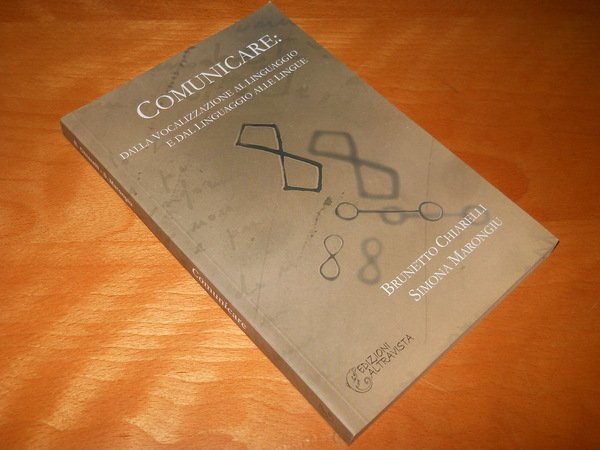 COMUNICARE:
DALLA VOCALIZZAZIONE AL LINGUAGGIO
E DAL LINGUAGGIO ALLE LINGUE
BRUNETTO CHIARELLI
SIMONA MARONGIU
EDIZIONI
ALTRAVISTA
Comunicare